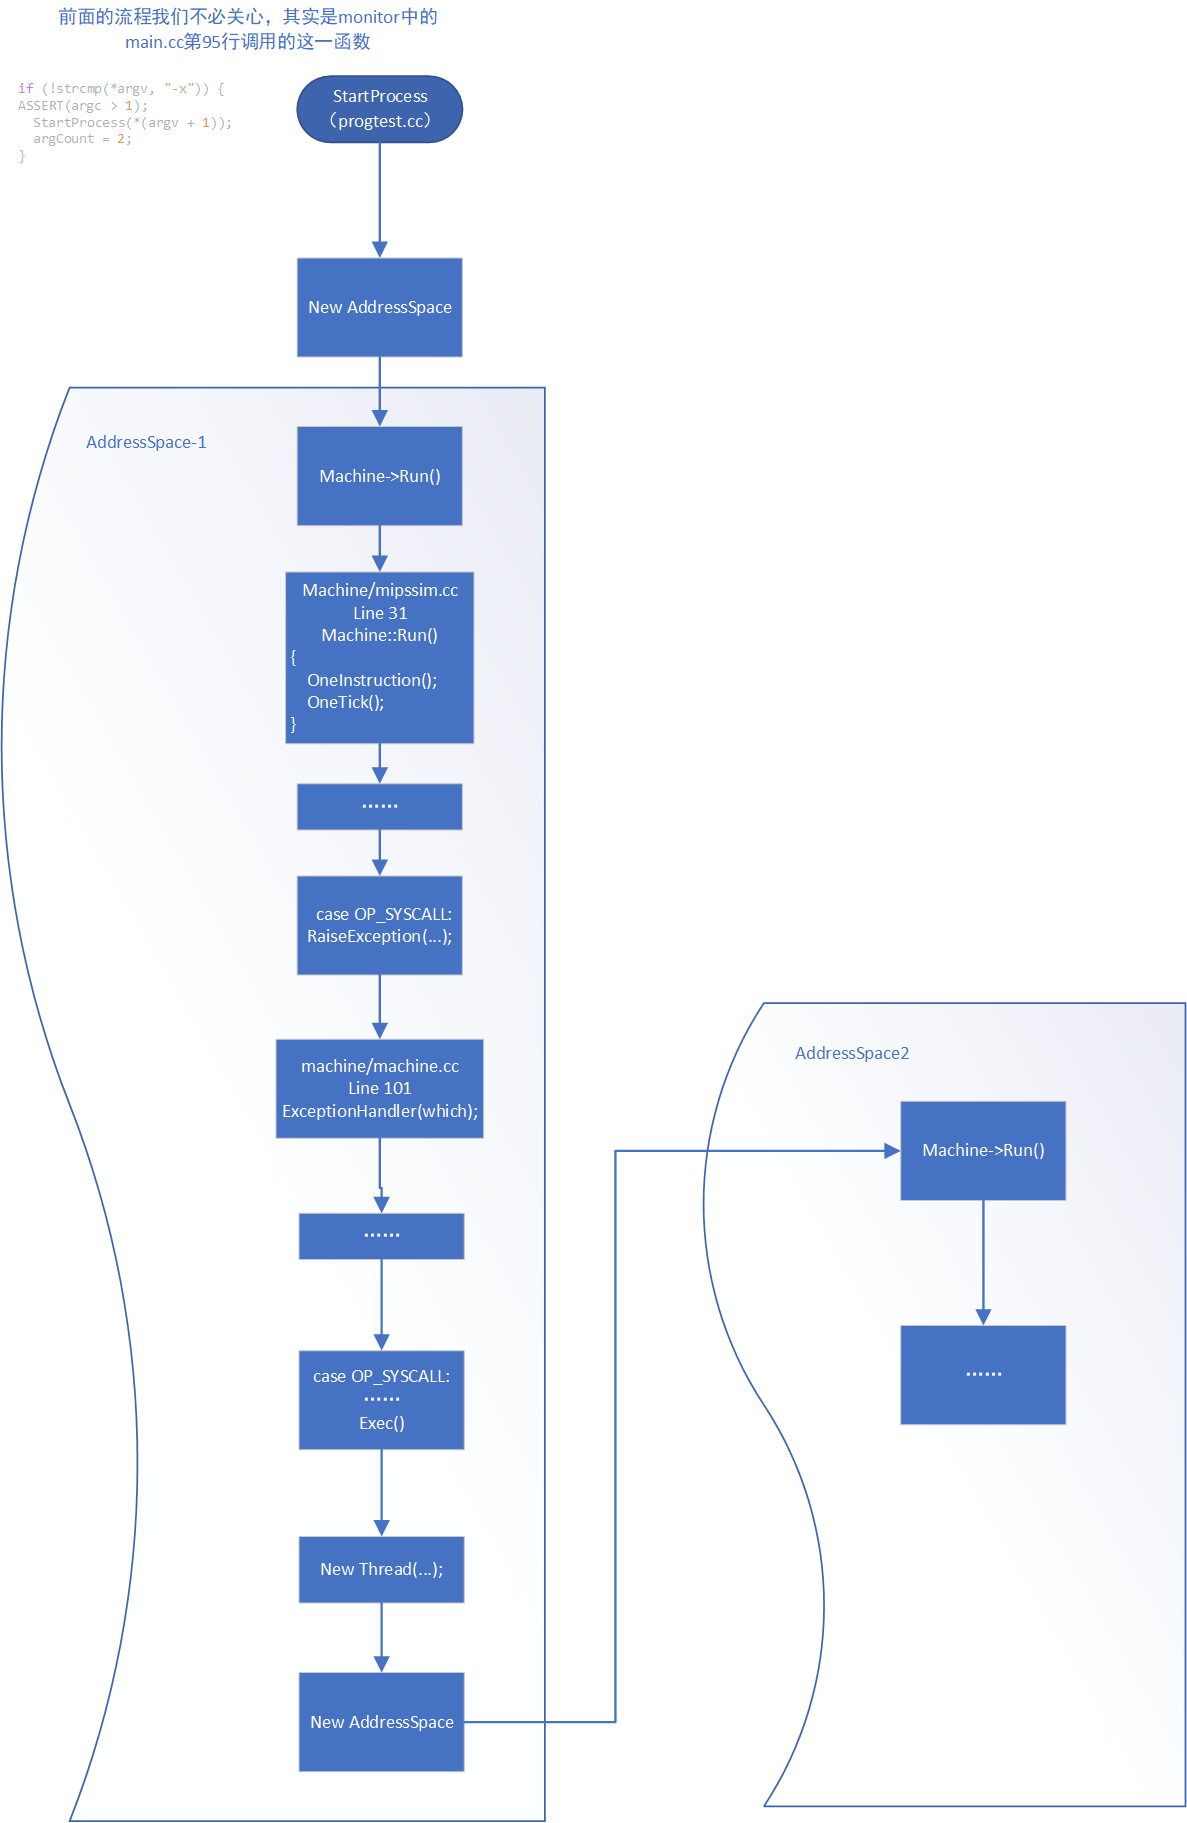 前面的流程我们不必关心，其实是monitor中的
main.cc第95行调用的这一函数
if (!strcmp(*argv, "-x")) {
ASSERT(argc > 1);
StartProcess(*(argv + 1));
argCount = 2;
}
StartProcess
（progtest.cc）
New AddressSpace
AddressSpace-1
Machine->Run()
Machine/mipssim.cc
Line 31
Machine::Run()
{
OneInstruction();
OneTick();
}
……
case OP_SYSCALL:
RaiseException(...);
machine/machine.cc
Line 101
ExceptionHandler(which);
……
case OP_SYSCALL:
……
Exec()
New Thread(...);
New AddressSpace
AddressSpace2
Machine->Run()
……